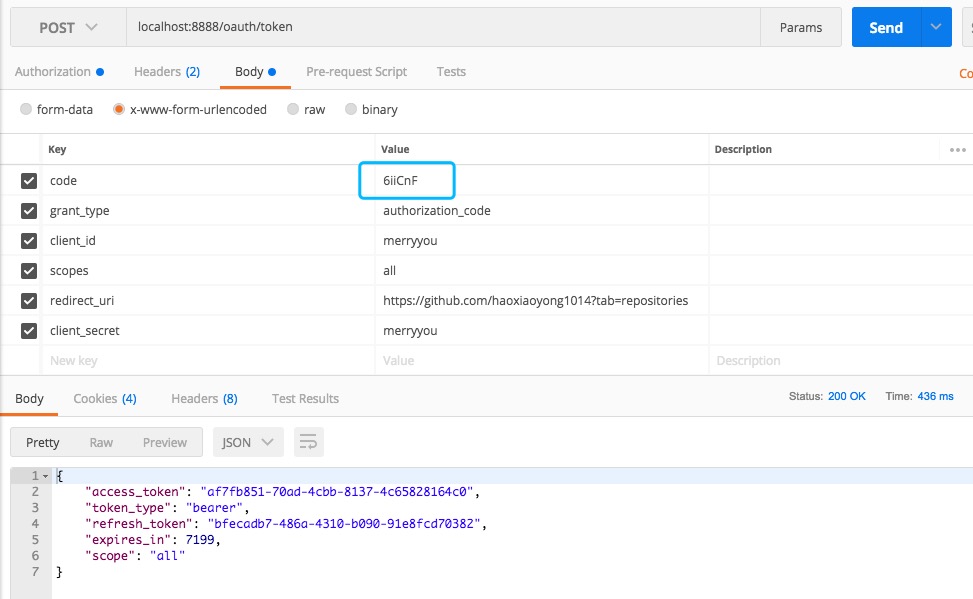 POST localhost:8888/oauth/token Params Send
Authorization Headers (2) Body Pre-request Script Tests Co
form-data x-www-form-urlencoded raw binary
Key Value Description
code 6iiCnF
grant_type authorization_code
client_id merryyou
scopes all
redirect_uri https://github.com/haoxiaoyong1014?tab=repositories
client_secret merryyou
New key Value Description
Body Cookies (4) Headers (8) Test Results Status: 200 OK Time: 436 ms
Pretty Raw Preview JSON
1 {
2 "access_token": "af7fb851-70ad-4cbb-8137-4c65828164c0",
3 "token_type": "bearer",
4 "refresh_token": "bfecadb7-486a-4310-b090-91e8fcd70382",
5 "expires_in": 7199,
6 "scope": "all"
7 }